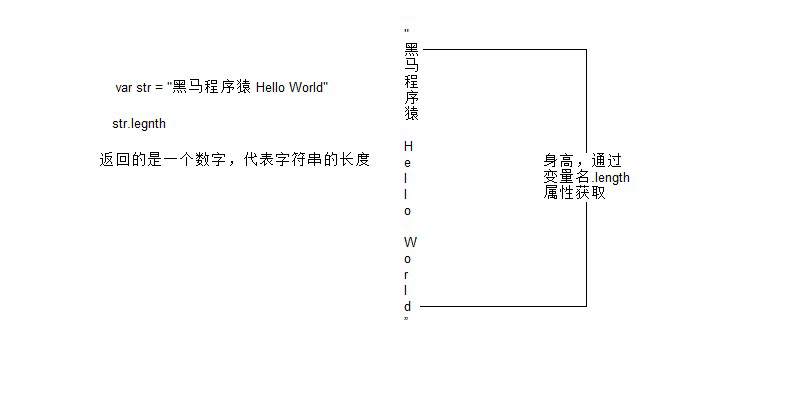 var str = "黑马程序猿 Hello World"
str.legnth
返回的是一个数字，代表字符串的长度
"
黑
马
程
序
猿
H
e
l
l
o
W
o
r
l
d
"
身高，通过
变量名.length
属性获取